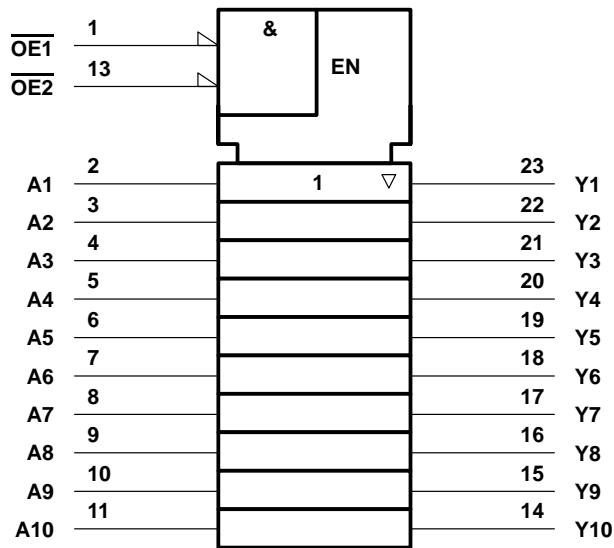 & EN
O̅E̅1̅ 1
O̅E̅2̅ 13
A1 2 1 ▽ 23 Y1
A2 3 22 Y2
A3 4 21 Y3
A4 5 20 Y4
A5 6 19 Y5
A6 7 18 Y6
A7 8 17 Y7
A8 9 16 Y8
A9 10 15 Y9
A10 11 14 Y10